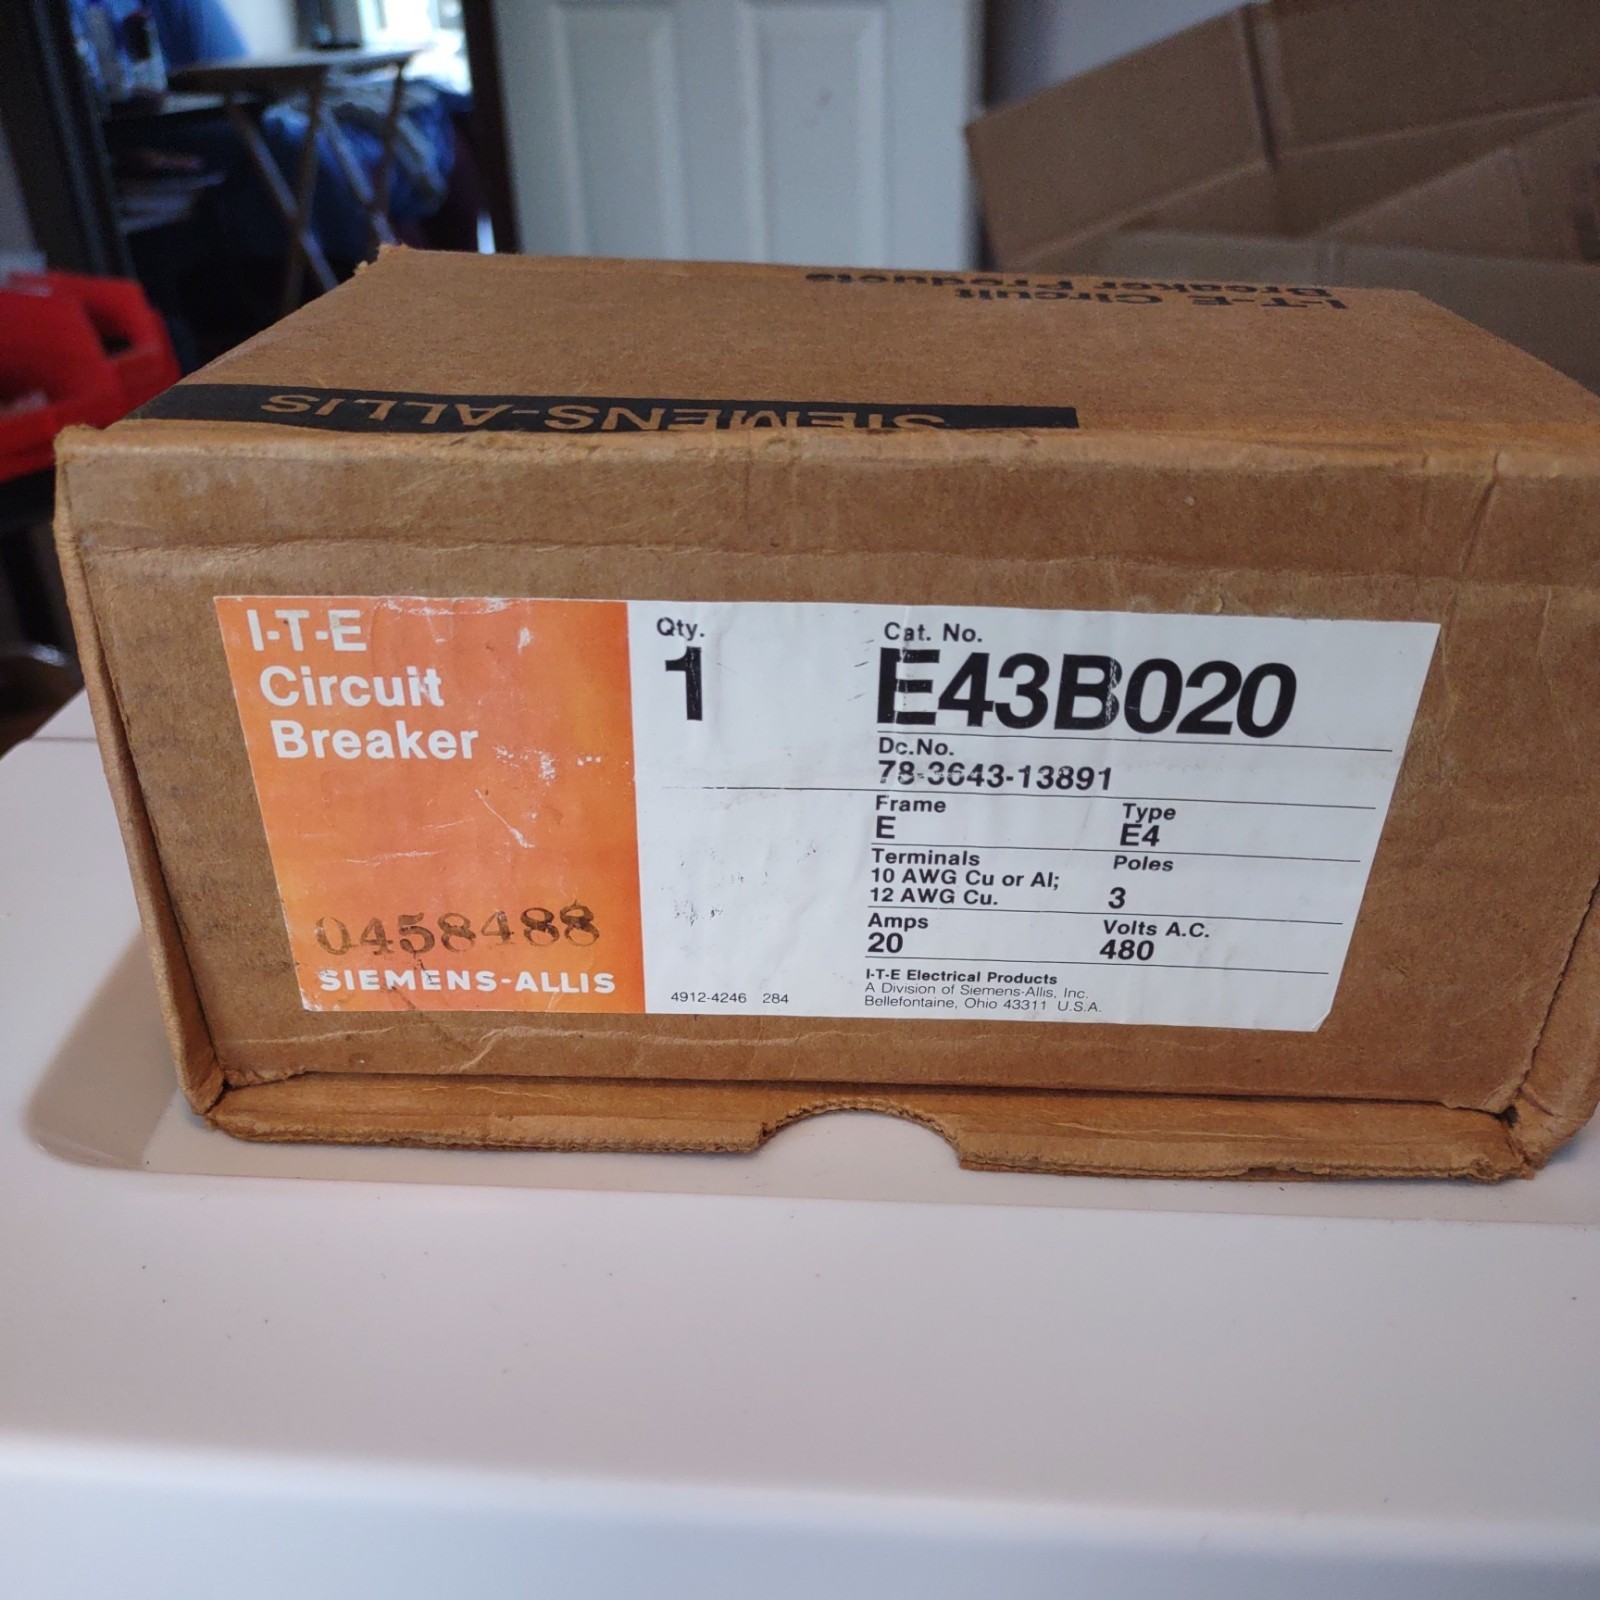 I-T-E Circuit
Breaker Products
SIEMENS-ALLIS
I-T-E
Circuit
Breaker
0458488
SIEMENS-ALLIS
Qty.
1
4912-4246 284
Cat. No.
E43B020
Dc.No.
78-3643-13891
Frame Type
E E4
Terminals Poles
10 AWG Cu or Al;
12 AWG Cu. 3
Amps Volts A.C.
20 480
I-T-E Electrical Products
A Division of Siemens-Allis, Inc.
Bellefontaine, Ohio 43311 U.S.A.